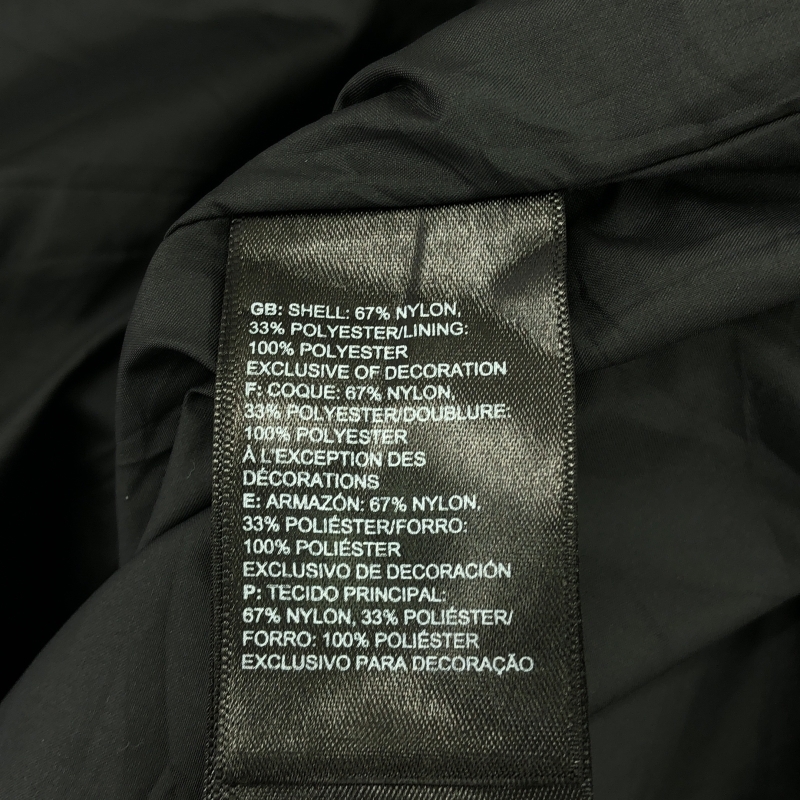 GB: SHELL: 67% NYLON,
33% POLYESTER/LINING:
100% POLYESTER
EXCLUSIVE OF DECORATION
F: COQUE: 67% NYLON,
33% POLYESTER/DOUBLURE:
100% POLYESTER
À L'EXCEPTION DES
DÉCORATIONS
E: ARMAZÓN: 67% NYLON,
33% POLIÉSTER/FORRO:
100% POLIÉSTER
EXCLUSIVO DE DECORACIÓN
P: TECIDO PRINCIPAL:
67% NYLON, 33% POLIÉSTER/
FORRO: 100% POLIÉSTER
EXCLUSIVO PARA DECORAÇÃO